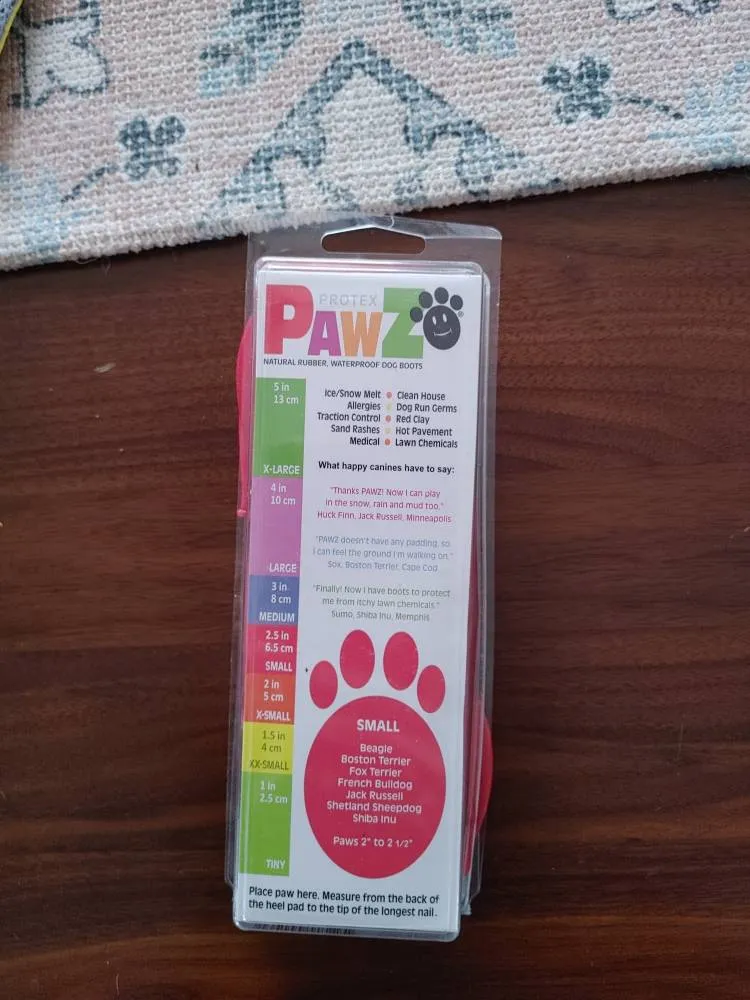 PROTEX
PAWZ
NATURAL RUBBER, WATERPROOF DOG BOOTS
5 in
13 cm
X-LARGE
4 in
10 cm
LARGE
3 in
8 cm
MEDIUM
2.5 in
6.5 cm
SMALL
2 in
5 cm
X-SMALL
1.5 in
4 cm
XX-SMALL
1 in
2.5 cm
TINY
Ice/Snow Melt • Clean House
Allergies • Dog Run Germs
Traction Control • Red Clay
Sand Rashes • Hot Pavement
Medical • Lawn Chemicals
What happy canines have to say:
"Thanks PAWZ! Now I can play
in the snow, rain and mud too."
Huck Finn, Jack Russell, Minneapolis
"PAWZ doesn't have any padding, so
I can feel the ground I'm walking on."
Sox, Boston Terrier, Cape Cod
"Finally! Now I have boots to protect
me from itchy lawn chemicals."
Sumo, Shiba Inu, Memphis
SMALL
Beagle
Boston Terrier
Fox Terrier
French Bulldog
Jack Russell
Shetland Sheepdog
Shiba Inu
Paws 2" to 2 1/2"
Place paw here. Measure from the back of
the heel pad to the tip of the longest nail.